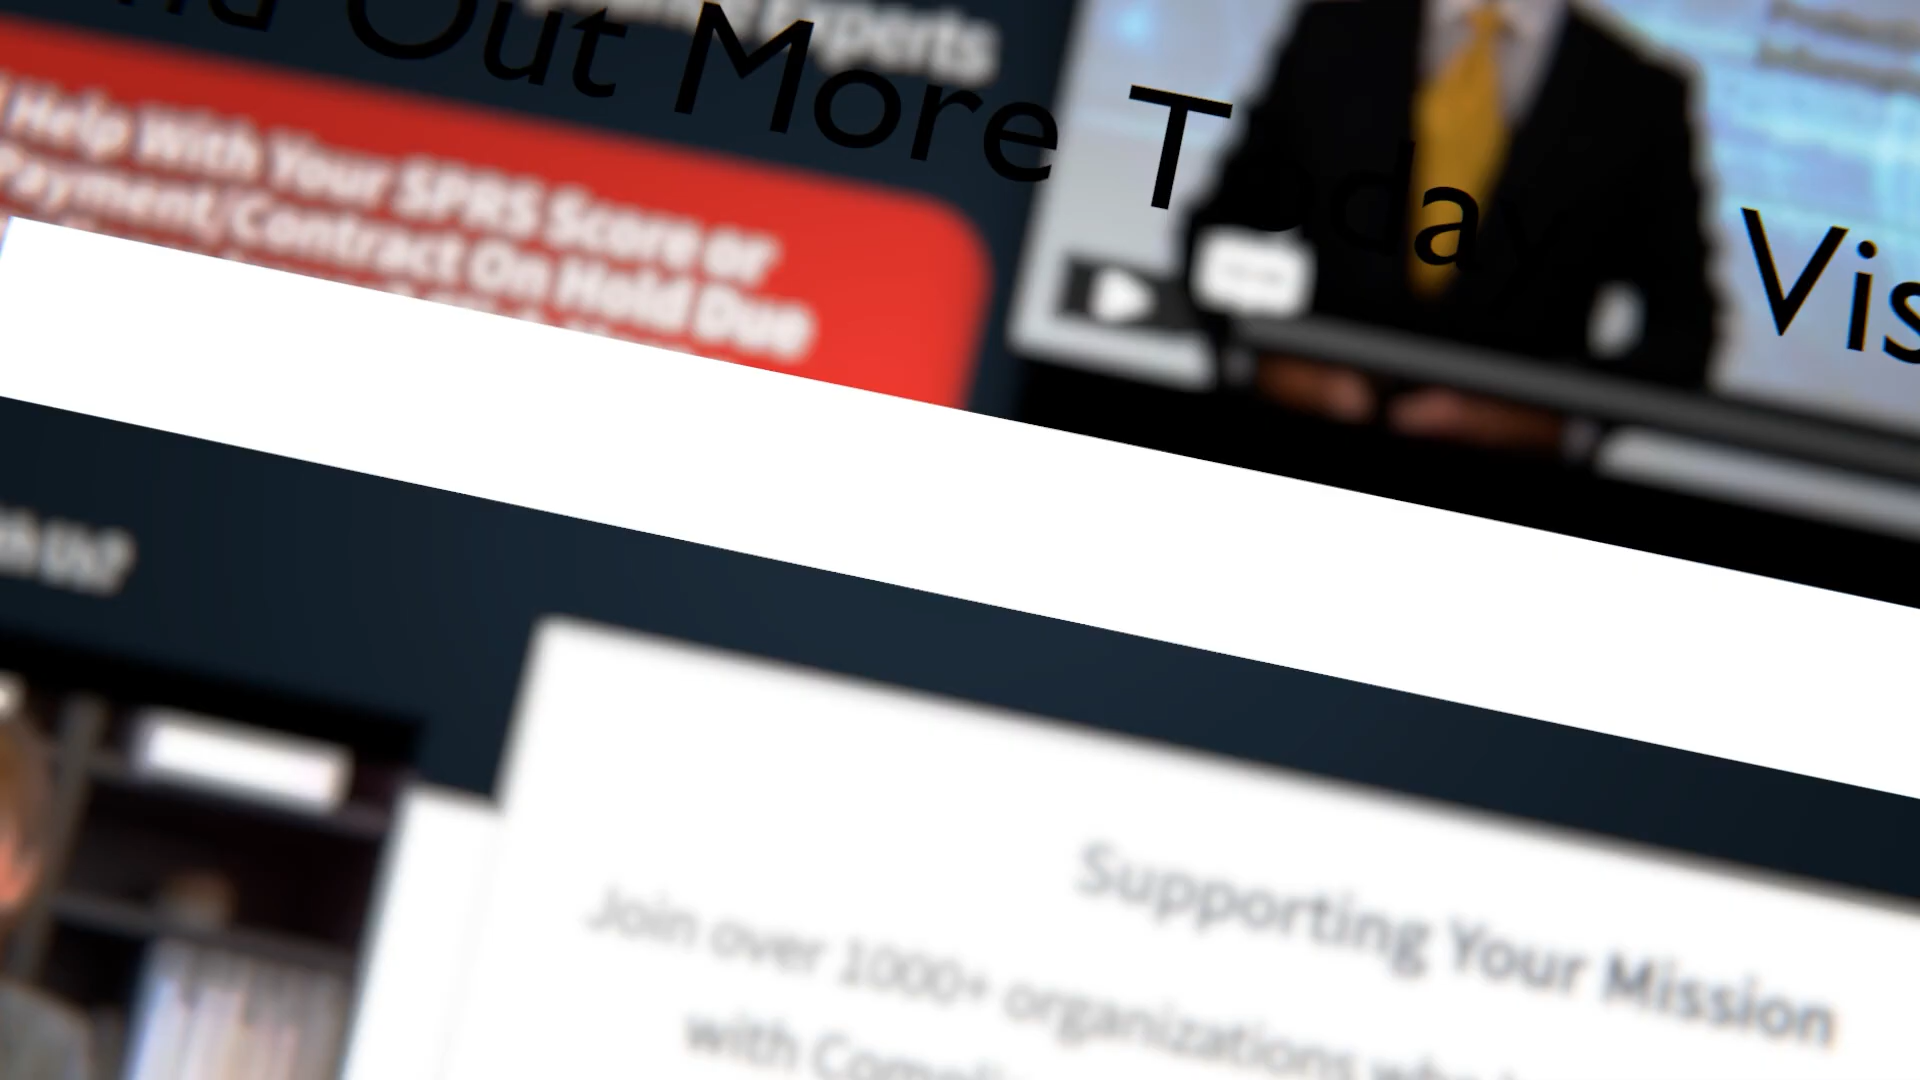 Out More Today Vis
Experts
Help With Your SPRS Score or
Payment/Contract On Hold Due
Us?
Supporting Your Mission
Join over 1000+ organizations
with